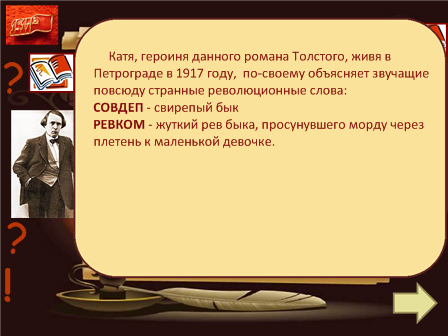 Катя, героиня данного романа Толстого, живя в
Петрограде в 1917 году, по-своему объясняет звучащие
повсюду странные революционные слова:
СОВДЕП - свирепый бык
РЕВКОМ - жуткий рев быка, просунувшего морду через
плетень к маленькой девочке.
?
?
!